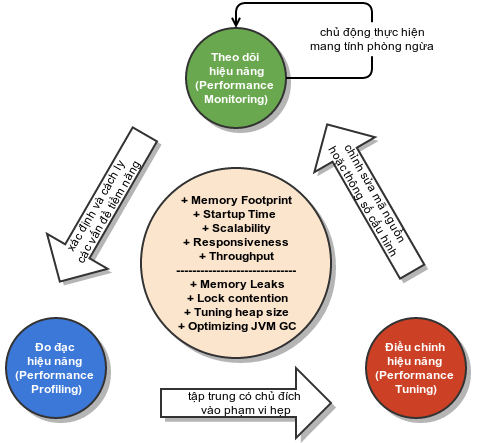 chủ động thực hiện
mang tính phòng ngừa
Theo dõi
hiệu năng
(Performance
Monitoring)
xác định và cách ly
các vấn đề tiềm năng
chỉnh sửa mã nguồn
hoặc thông số cấu hình
+ Memory Footprint
+ Startup Time
+ Scalability
+ Responsiveness
+ Throughput
------------------------------
+ Memory Leaks
+ Lock contention
+ Tuning heap size
+ Optimizing JVM GC
Đo đạc
hiệu năng
(Performance
Profiling)
Điều chỉnh
hiệu năng
(Performance
Tuning)
tập trung có chủ đích
vào phạm vi hẹp